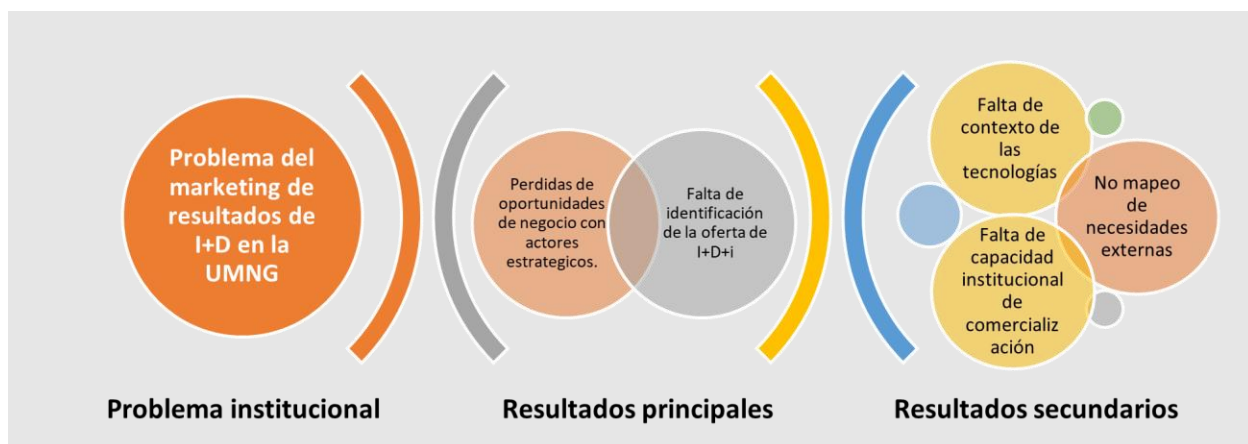 Problema del
marketing de
resultados de
I+D en la
UMNG
Perdidas de
oportunidades
de negocio con
actores
estrategicos.
Falta de
identificación
de la oferta de
I+D+i
Falta de
contexto de
las
tecnologías
No mapeo
de
necesidades
externas
Falta de
capacidad
institucional
de
comercializ
ación
Problema institucional
Resultados principales
Resultados secundarios